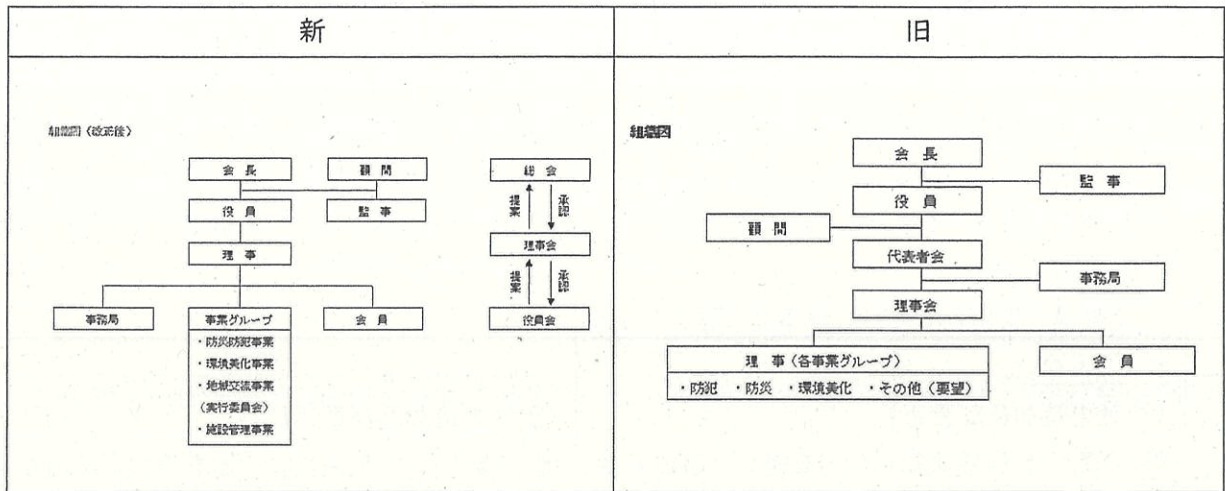 新
旧
組織図（改正後）
会 長
顧 問
役 員
監 事
理 事
事務局
事業グループ
・防災防犯事業
・環境美化事業
・地域交流事業
（実行委員会）
・施設管理事業
会 員
総 会
提案
承認
理事会
提案
承認
役員会
組織図
会 長
監 事
役 員
顧 問
代表者会
事務局
理事会
理 事（各事業グループ）
・防犯 ・防災 ・環境美化 ・その他（要望）
会 員